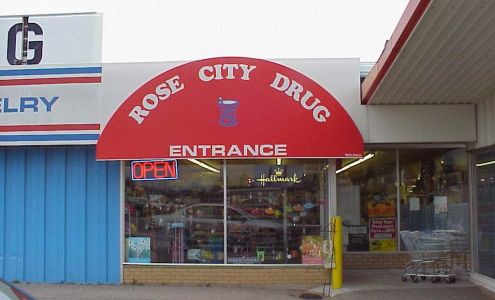 G
ELRY
ROSE CITY DRUG
ENTRANCE
OPEN
Hallmark